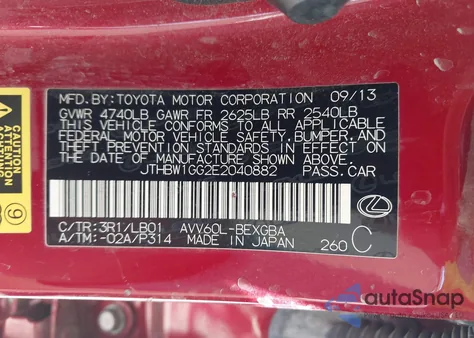 MFD. BY: TOYOTA MOTOR CORPORATION 09/13
GVWR 4740LB GAWR FR 2625LB RR 2540LB
THIS VEHICLE CONFORMS TO ALL APPLICABLE
FEDERAL MOTOR VEHICLE SAFETY, BUMPER, AND
THEFT PREVENTION STANDARDS IN EFFECT ON
THE DATE OF MANUFACTURE SHOWN ABOVE.
JTHBW1GG2E2040882 PASS. CAR
C/TR: 3R1/LB01 AVV60L-BEXGBA
A/TM: -02A/P314 MADE IN JAPAN 260 C
9
autoSnap